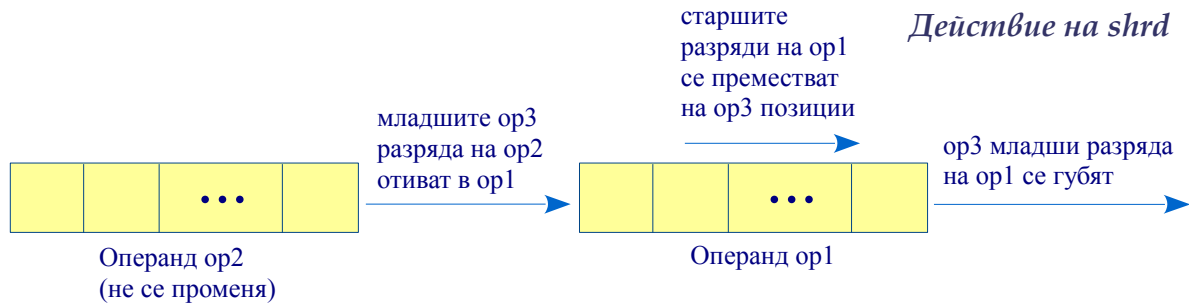 Действие на shrd
старшите
разряди на op1
се преместват
на op3 позиции
младшите op3
разряда на op2
отиват в op1
op3 млaдши разряда
на op1 се губят
•••
•••
Операнд op2
(не се променя)
Операнд op1